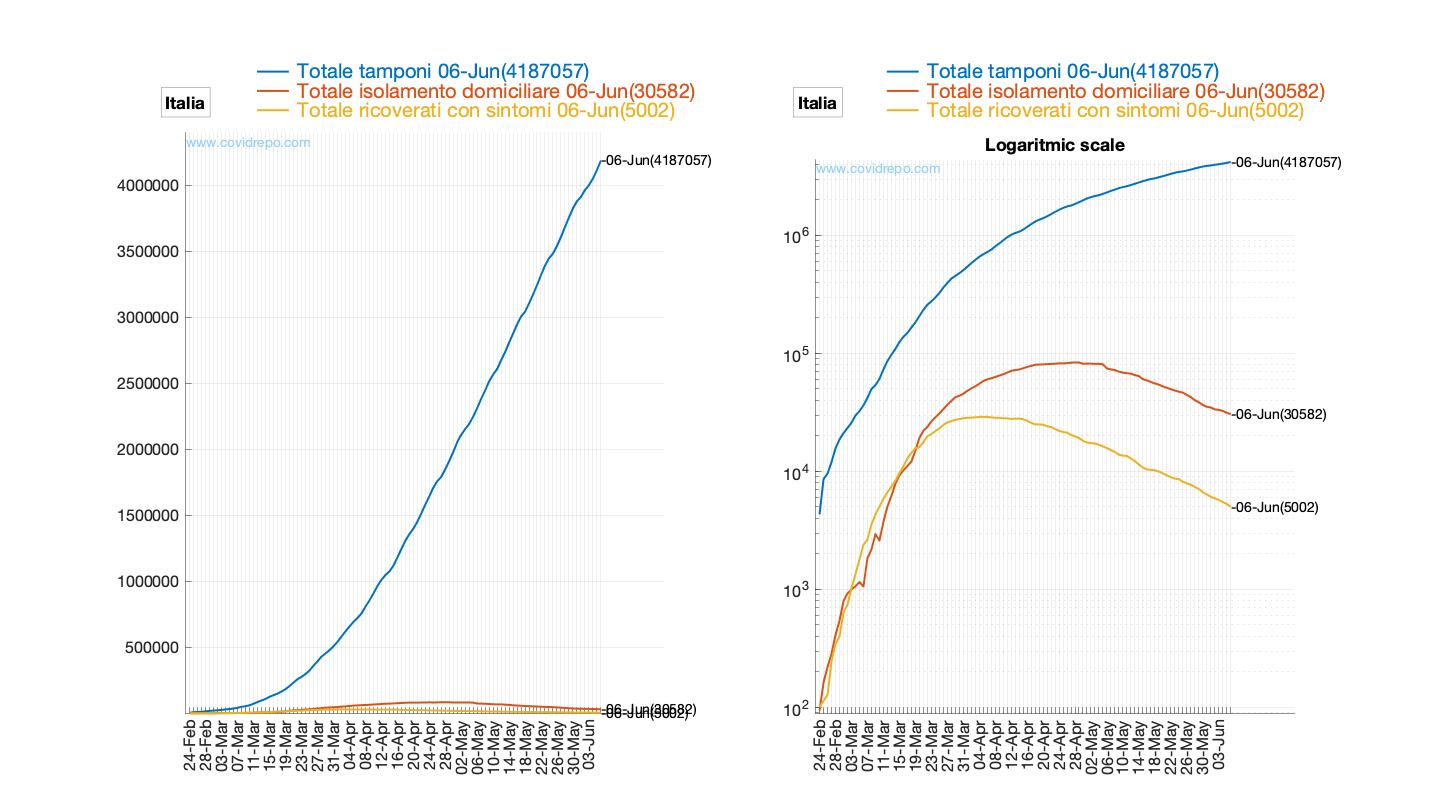 Totale tamponi 06-Jun(4187057)
Totale isolamento domiciliare 06-Jun(30582)
Totale ricoverati con sintomi 06-Jun(5002)
Italia
www.covidrepo.com
06-Jun(4187057)
4000000
3500000
3000000
2500000
2000000
1500000
1000000
500000
-06-Jun(30582)
-06-Jun(5002)
24-Feb
28-Feb
03-Mar
07-Mar
11-Mar
15-Mar
19-Mar
23-Mar
27-Mar
31-Mar
04-Apr
08-Apr
12-Apr
16-Apr
20-Apr
24-Apr
28-Apr
02-May
06-May
10-May
14-May
18-May
22-May
26-May
30-May
03-Jun
Totale tamponi 06-Jun(4187057)
Totale isolamento domiciliare 06-Jun(30582)
Totale ricoverati con sintomi 06-Jun(5002)
Italia
Logaritmic scale
www.covidrepo.com
-06-Jun(4187057)
10^6
10^5
-06-Jun(30582)
10^4
-06-Jun(5002)
10^3
10^2
24-Feb
28-Feb
03-Mar
07-Mar
11-Mar
15-Mar
19-Mar
23-Mar
27-Mar
31-Mar
04-Apr
08-Apr
12-Apr
16-Apr
20-Apr
24-Apr
28-Apr
02-May
06-May
10-May
14-May
18-May
22-May
26-May
30-May
03-Jun